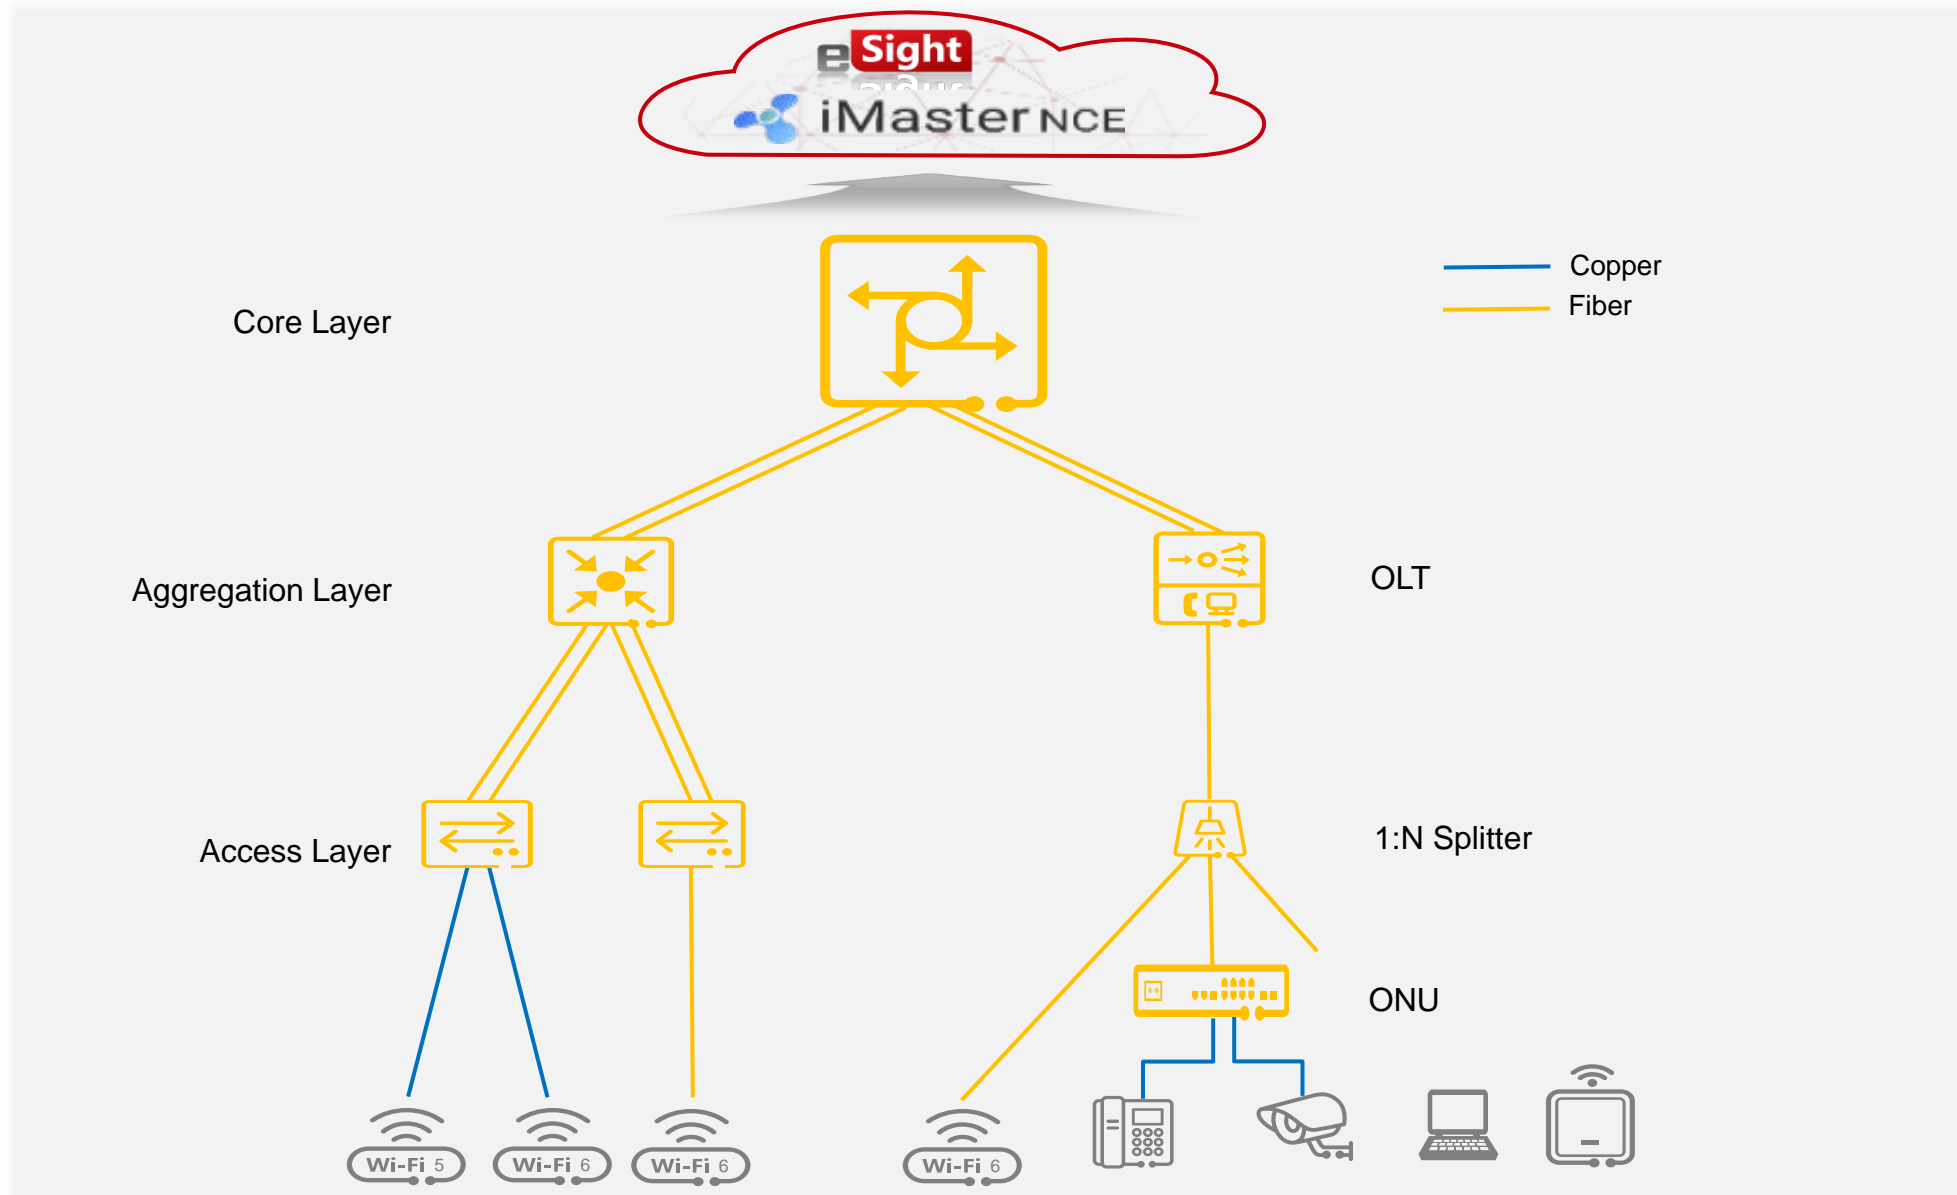 eSight
iMaster NCE
Copper
Fiber
Core Layer
Aggregation Layer
OLT
Access Layer
1:N Splitter
ONU
Wi-Fi 5
Wi-Fi 6
Wi-Fi 6
Wi-Fi 6